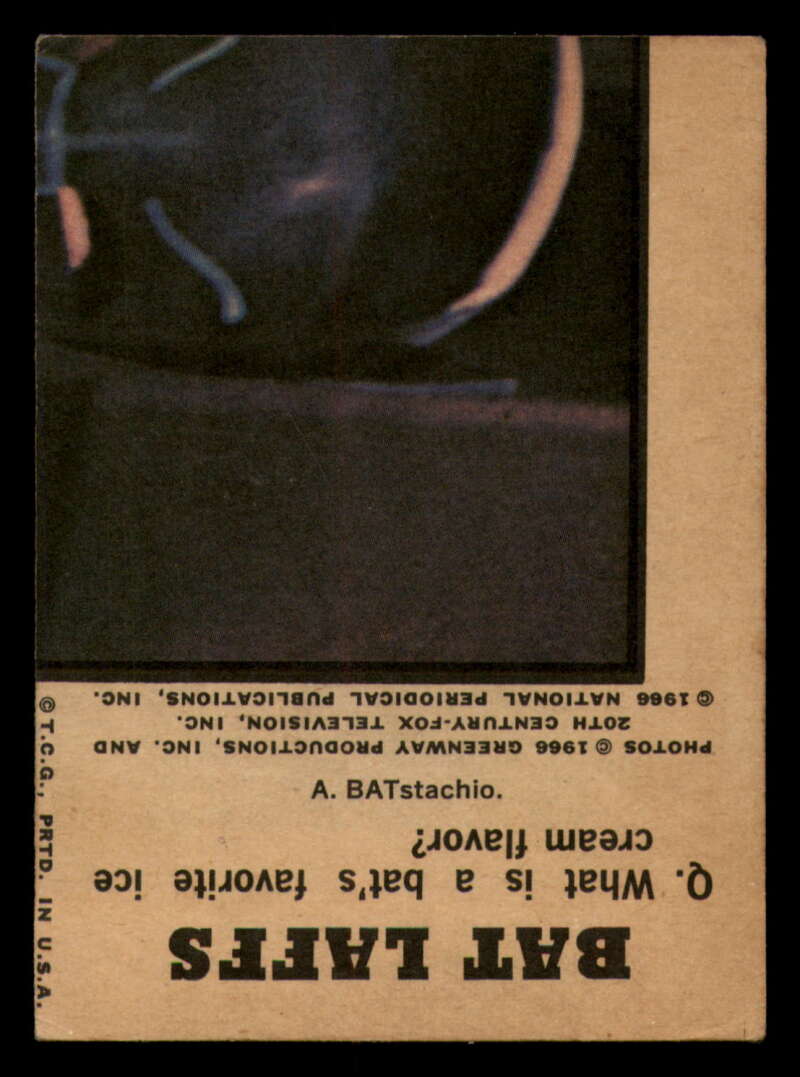 BAT LAFFS
Q. What is a bat's favorite ice
cream flavor?
A. BATstachio.
PHOTOS © 1966 GREENWAY PRODUCTIONS, INC. AND
20TH CENTURY-FOX TELEVISION, INC.
© 1966 NATIONAL PERIODICAL PUBLICATIONS, INC.
© T.C.G., PRTD. IN U.S.A.